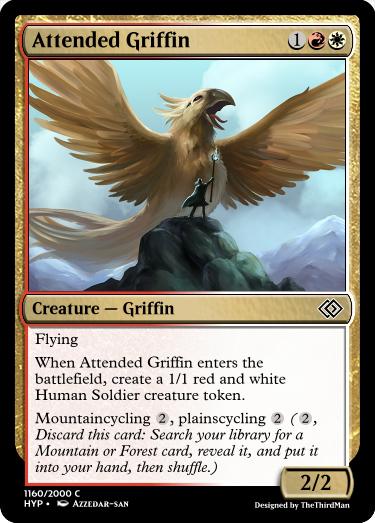 Attended Griffin 1
Creature — Griffin
Flying
When Attended Griffin enters the
battlefield, create a 1/1 red and white
Human Soldier creature token.
Mountaincycling 2, plainscycling 2 (2,
Discard this card: Search your library for a
Mountain or Forest card, reveal it, and put it
into your hand, then shuffle.)
2/2
1160/2000 C
HYP • Azzedar-san
Designed by TheThirdMan